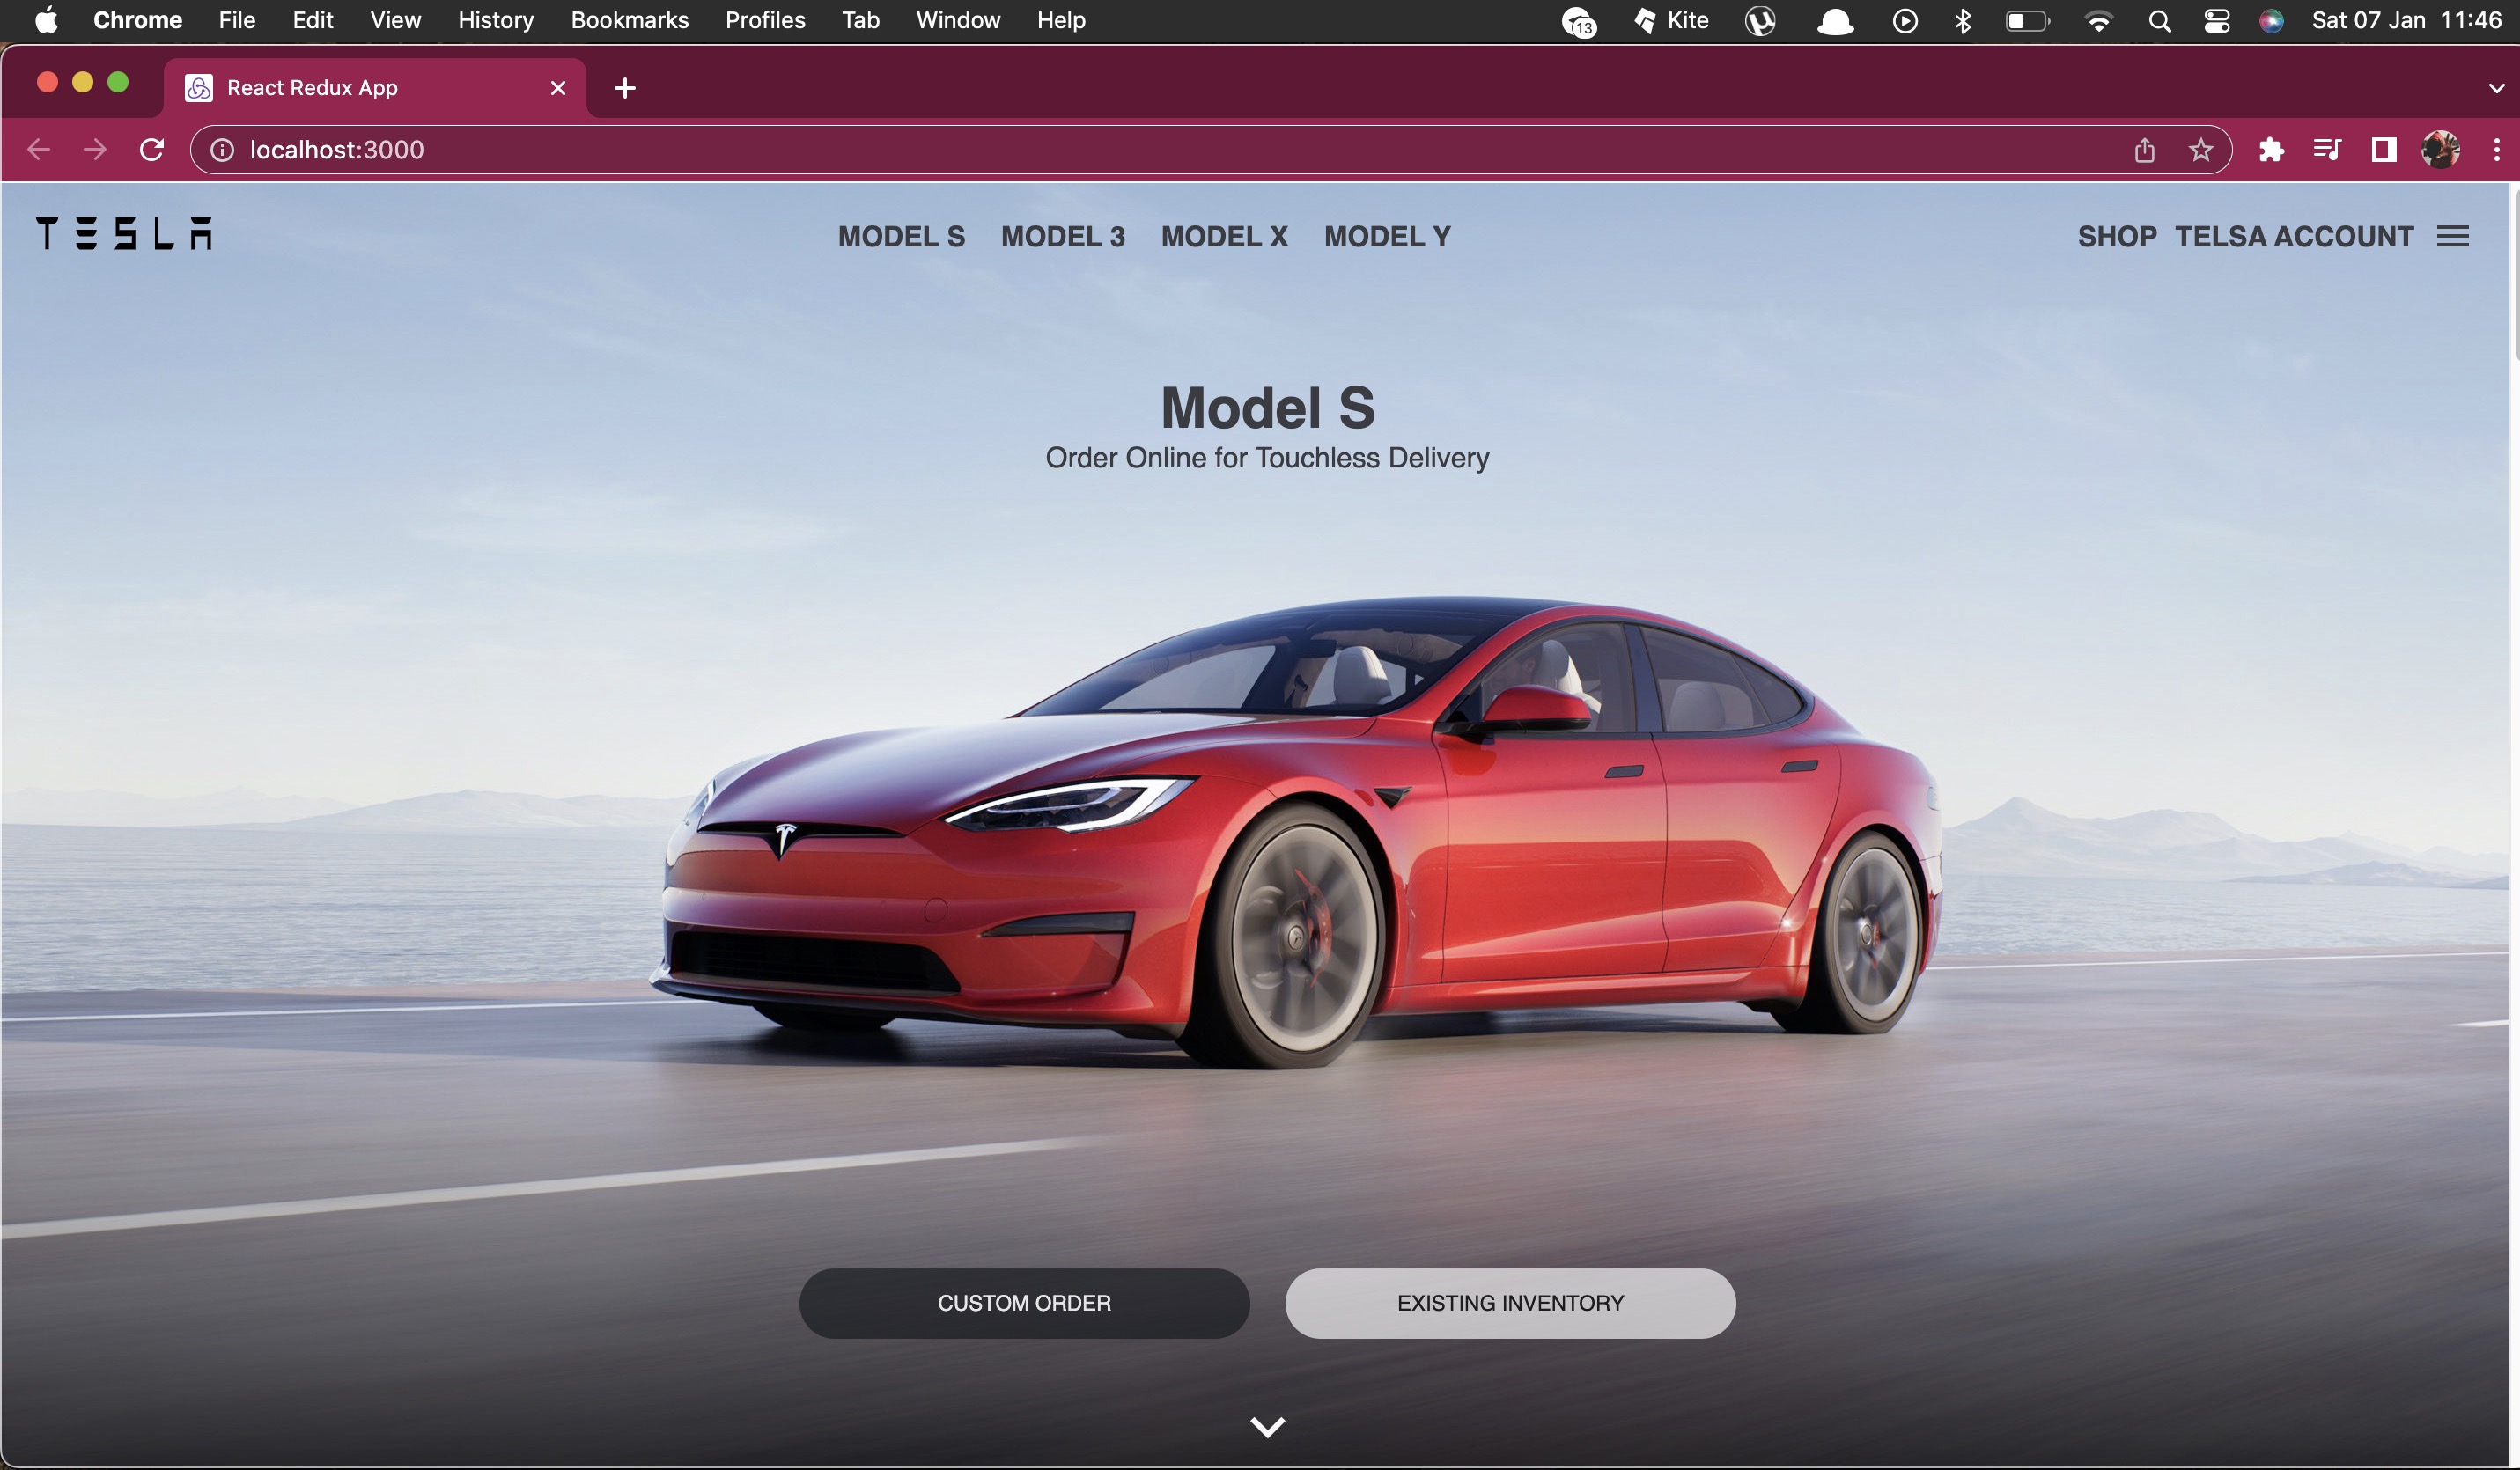 Chrome File Edit View History Bookmarks Profiles Tab Window Help 13 Kite Sat 07 Jan 11:46
React Redux App
localhost:3000
TESLA MODEL S MODEL 3 MODEL X MODEL Y SHOP TELSA ACCOUNT
Model S
Order Online for Touchless Delivery
CUSTOM ORDER EXISTING INVENTORY